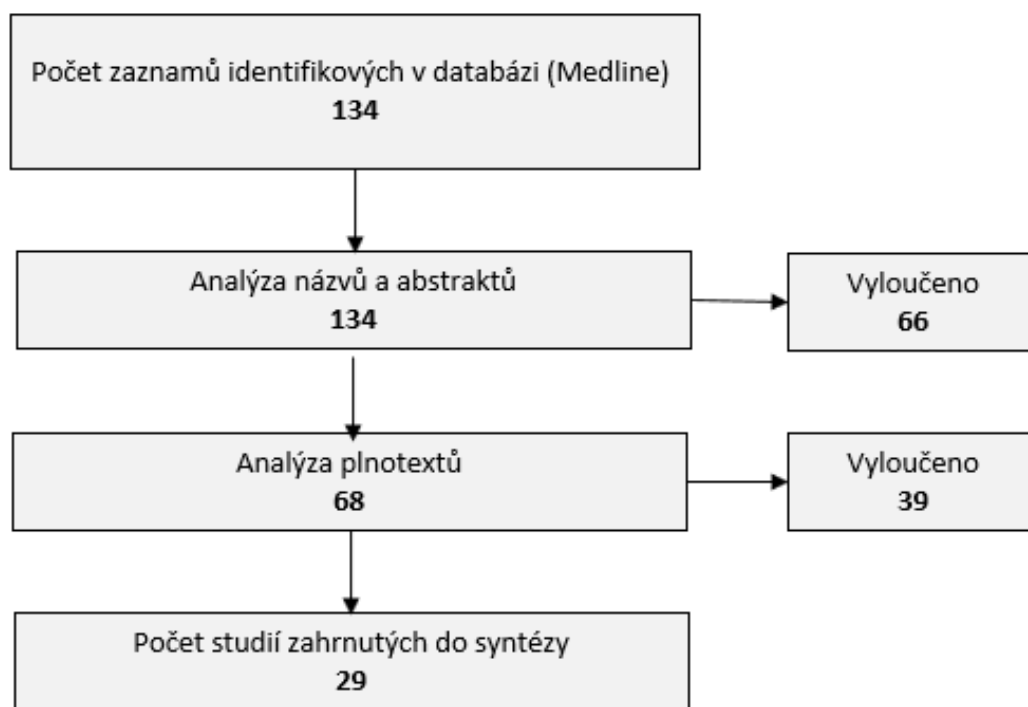 Počet zaznamů identifikových v databázi (Medline)
134
Analýza názvů a abstraktů
134
Vyloučeno
66
Analýza plnotextů
68
Vyloučeno
39
Počet studií zahrnutých do syntézy
29